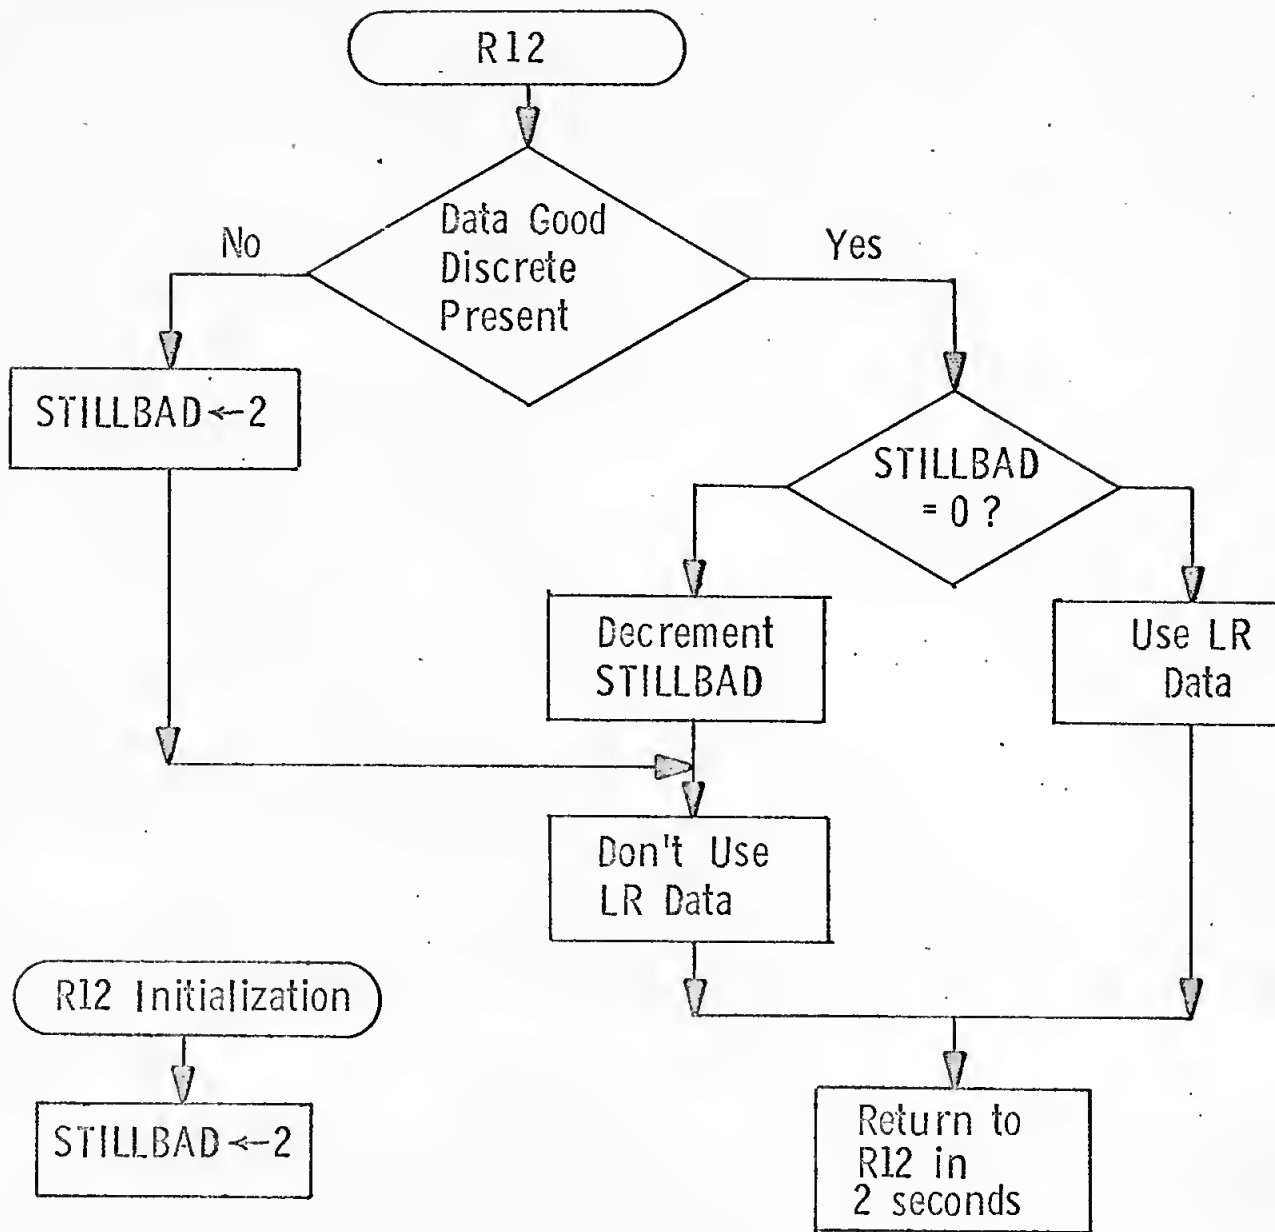 R12
Data Good
Discrete
Present
No
Yes
STILLBAD←2
STILLBAD
= 0 ?
Decrement
STILLBAD
Use LR
Data
Don't Use
LR Data
R12 Initialization
STILLBAD←2
Return to
R12 in
2 seconds